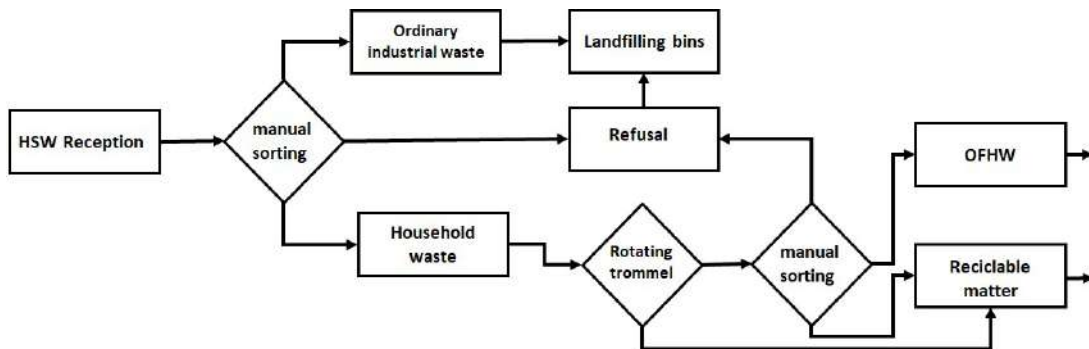 Ordinary
industrial waste
Landfilling bins
HSW Reception
manual
sorting
Refusal
OFHW
Household
waste
Rotating
trommel
manual
sorting
Reciclable
matter